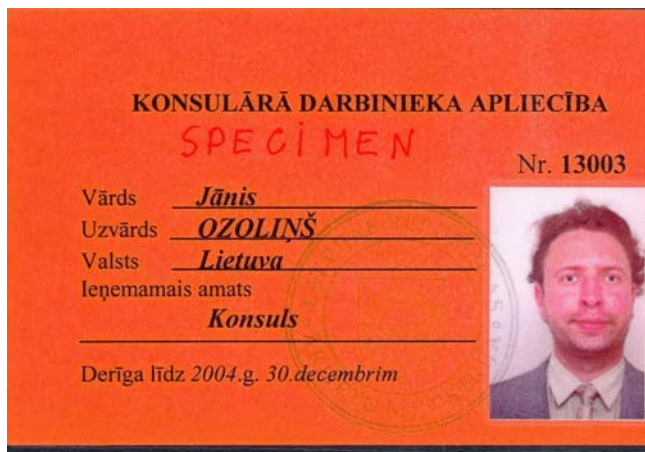 KONSULĀRĀ DARBINIEKA APLIECĪBA
SPECIMEN
Nr. 13003
Vārds Jānis
Uzvārds OZOLIŅŠ
Valsts Lietuva
Ieņemamais amats
Konsuls
Derīga līdz 2004.g. 30.decembrim